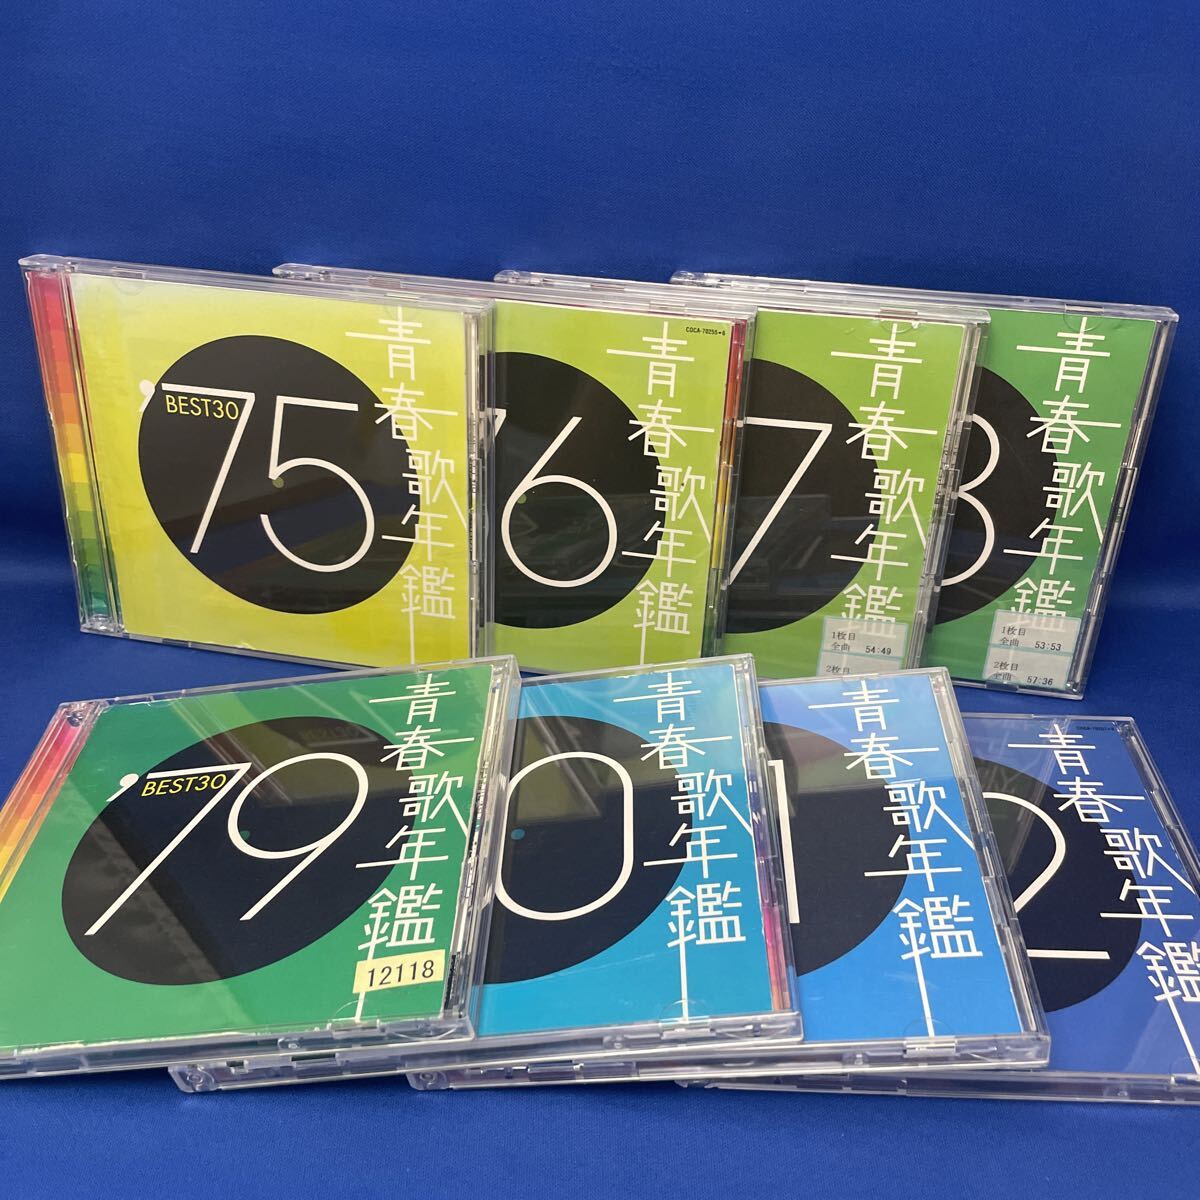 '75
BEST30
青春歌年鑑
COCA-70255→6
6
青春歌年鑑
7
青春歌年鑑
1枚目
全曲 54:49
2枚目
8
青春歌年鑑
1枚目
全曲 53:53
2枚目
全曲 57:36
'79
BEST30
青春歌年鑑
12118
0
青春歌年鑑
1
青春歌年鑑
2
青春歌年鑑